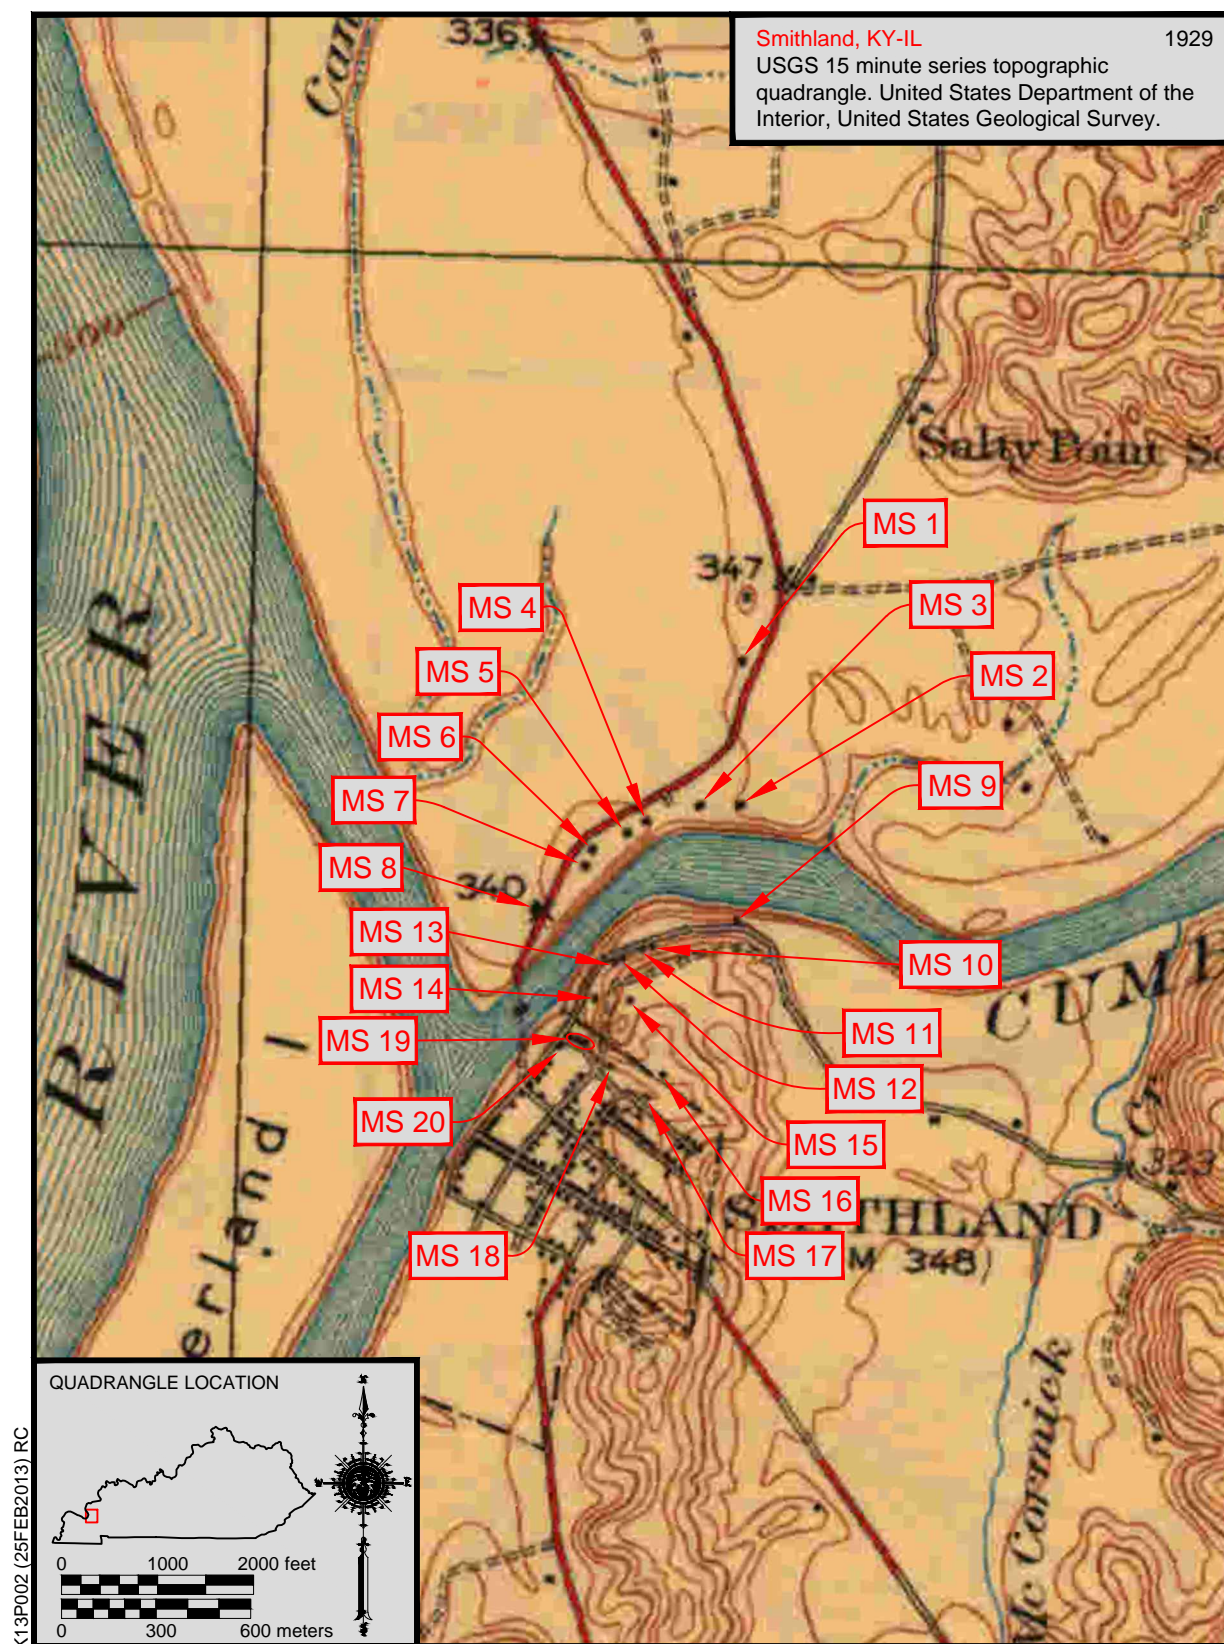 Smithland, KY-IL 1929
USGS 15 minute series topographic
quadrangle. United States Department of the
Interior, United States Geological Survey.
336
Can
Salty Point
347
MS 1
MS 4
MS 3
MS 5
MS 2
MS 6
MS 7
MS 9
MS 8
340
MS 13
MS 10
MS 14
MS 11
MS 19
MS 12
MS 20
MS 15
MS 16
MS 18
MS 17
RIVER
erland I
323
M 348)
Mc Cormick
QUADRANGLE LOCATION
0 1000 2000 feet
0 300 600 meters
K13P002 (25FEB2013) RC